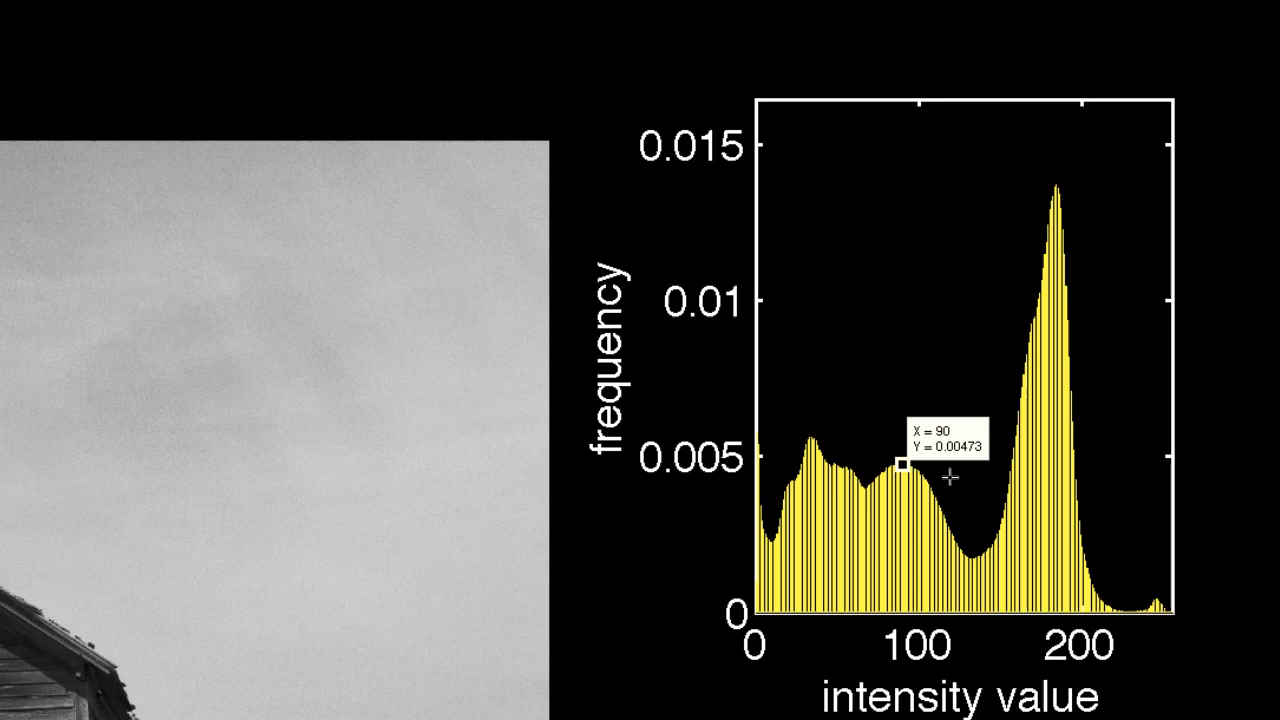 0.015
0.01
0.005
0
frequency
X = 90
Y = 0.00473
0 100 200
intensity value